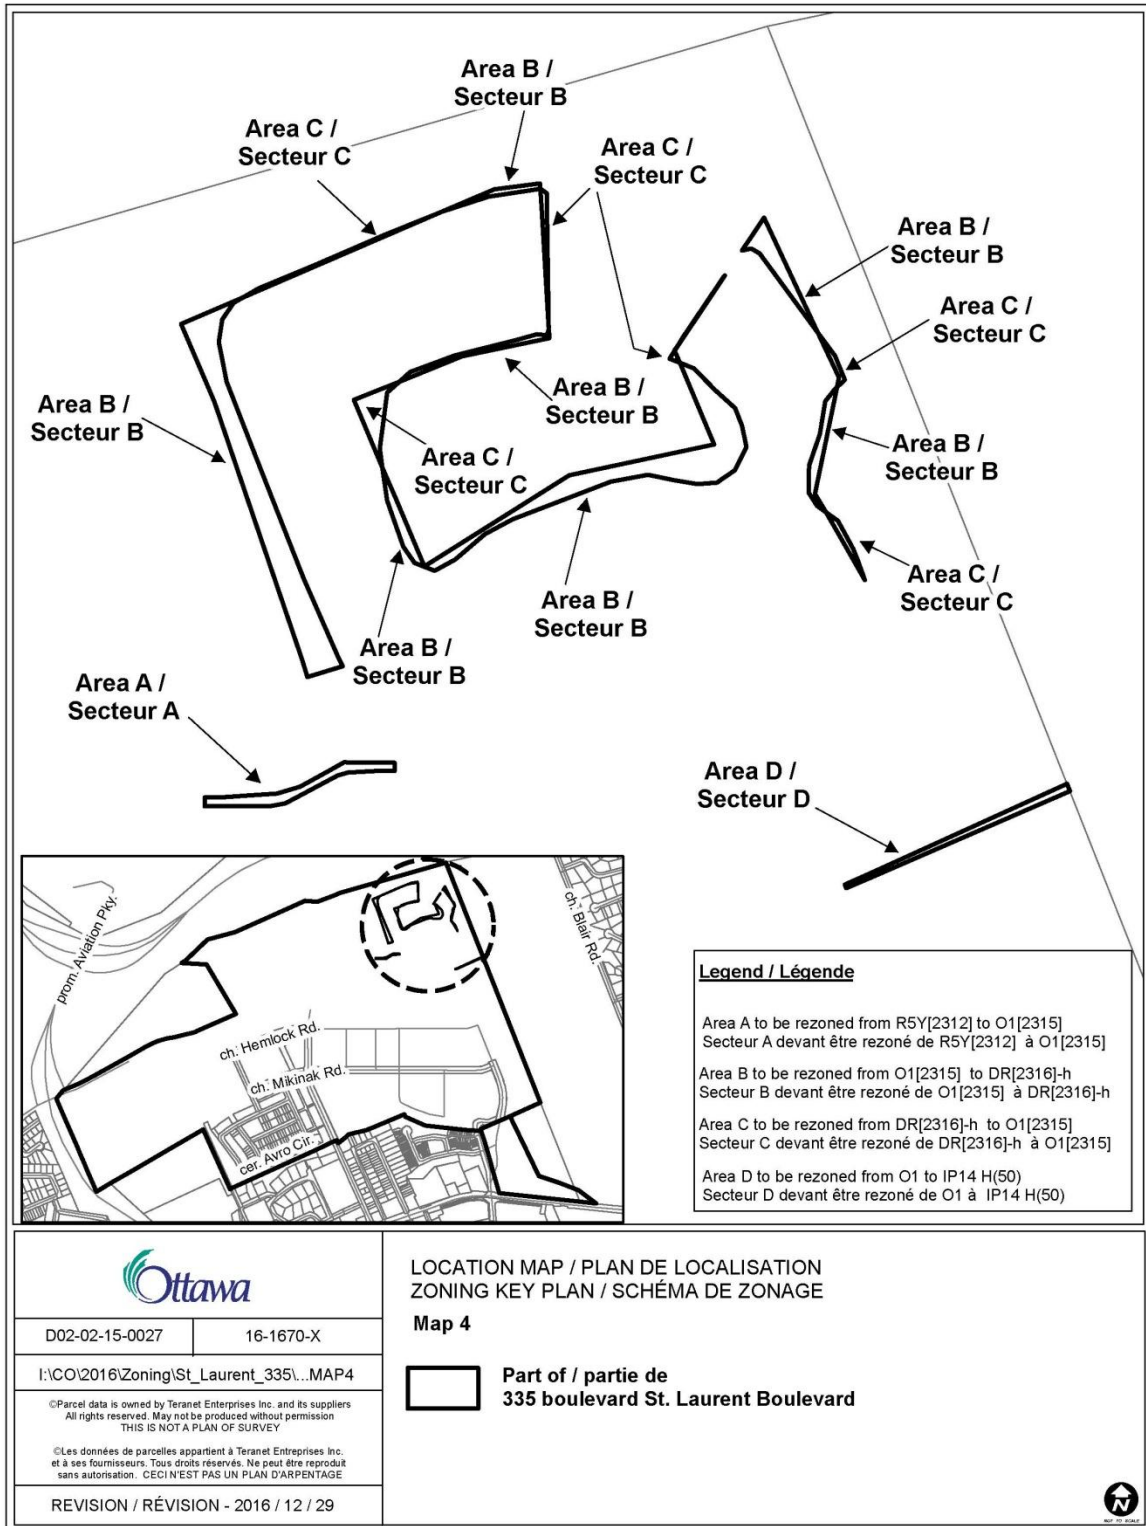 Area B /
Secteur B
Area C /
Secteur C
Area C /
Secteur C
Area B /
Secteur B
Area C /
Secteur C
Area B /
Secteur B
Area B /
Secteur B
Area C /
Secteur C
Area B /
Secteur B
Area B /
Secteur B
Area C /
Secteur C
Area B /
Secteur B
Area A /
Secteur A
Area D /
Secteur D
prom. Aviation Pky.
ch. Blair Rd.
ch. Hemlock Rd.
ch. Mikinak Rd.
cer. Avro Cir.
Legend / Légende
Area A to be rezoned from R5Y[2312] to O1[2315]
Secteur A devant être rezoné de R5Y[2312] à O1[2315]
Area B to be rezoned from O1[2315] to DR[2316]-h
Secteur B devant être rezoné de O1[2315] à DR[2316]-h
Area C to be rezoned from DR[2316]-h to O1[2315]
Secteur C devant être rezoné de DR[2316]-h à O1[2315]
Area D to be rezoned from O1 to IP14 H(50)
Secteur D devant être rezoné de O1 à IP14 H(50)
Ottawa
D02-02-15-0027 16-1670-X
I:\CO\2016\Zoning\St_Laurent_335\...MAP4
©Parcel data is owned by Teranet Enterprises Inc. and its suppliers
All rights reserved. May not be produced without permission
THIS IS NOT A PLAN OF SURVEY
©Les données de parcelles appartient à Teranet Entreprises Inc.
et à ses fournisseurs. Tous droits réservés. Ne peut être reproduit
sans autorisation. CECI N'EST PAS UN PLAN D'ARPENTAGE
REVISION / RÉVISION - 2016 / 12 / 29
LOCATION MAP / PLAN DE LOCALISATION
ZONING KEY PLAN / SCHÉMA DE ZONAGE
Map 4
Part of / partie de
335 boulevard St. Laurent Boulevard
N
NOT TO SCALE